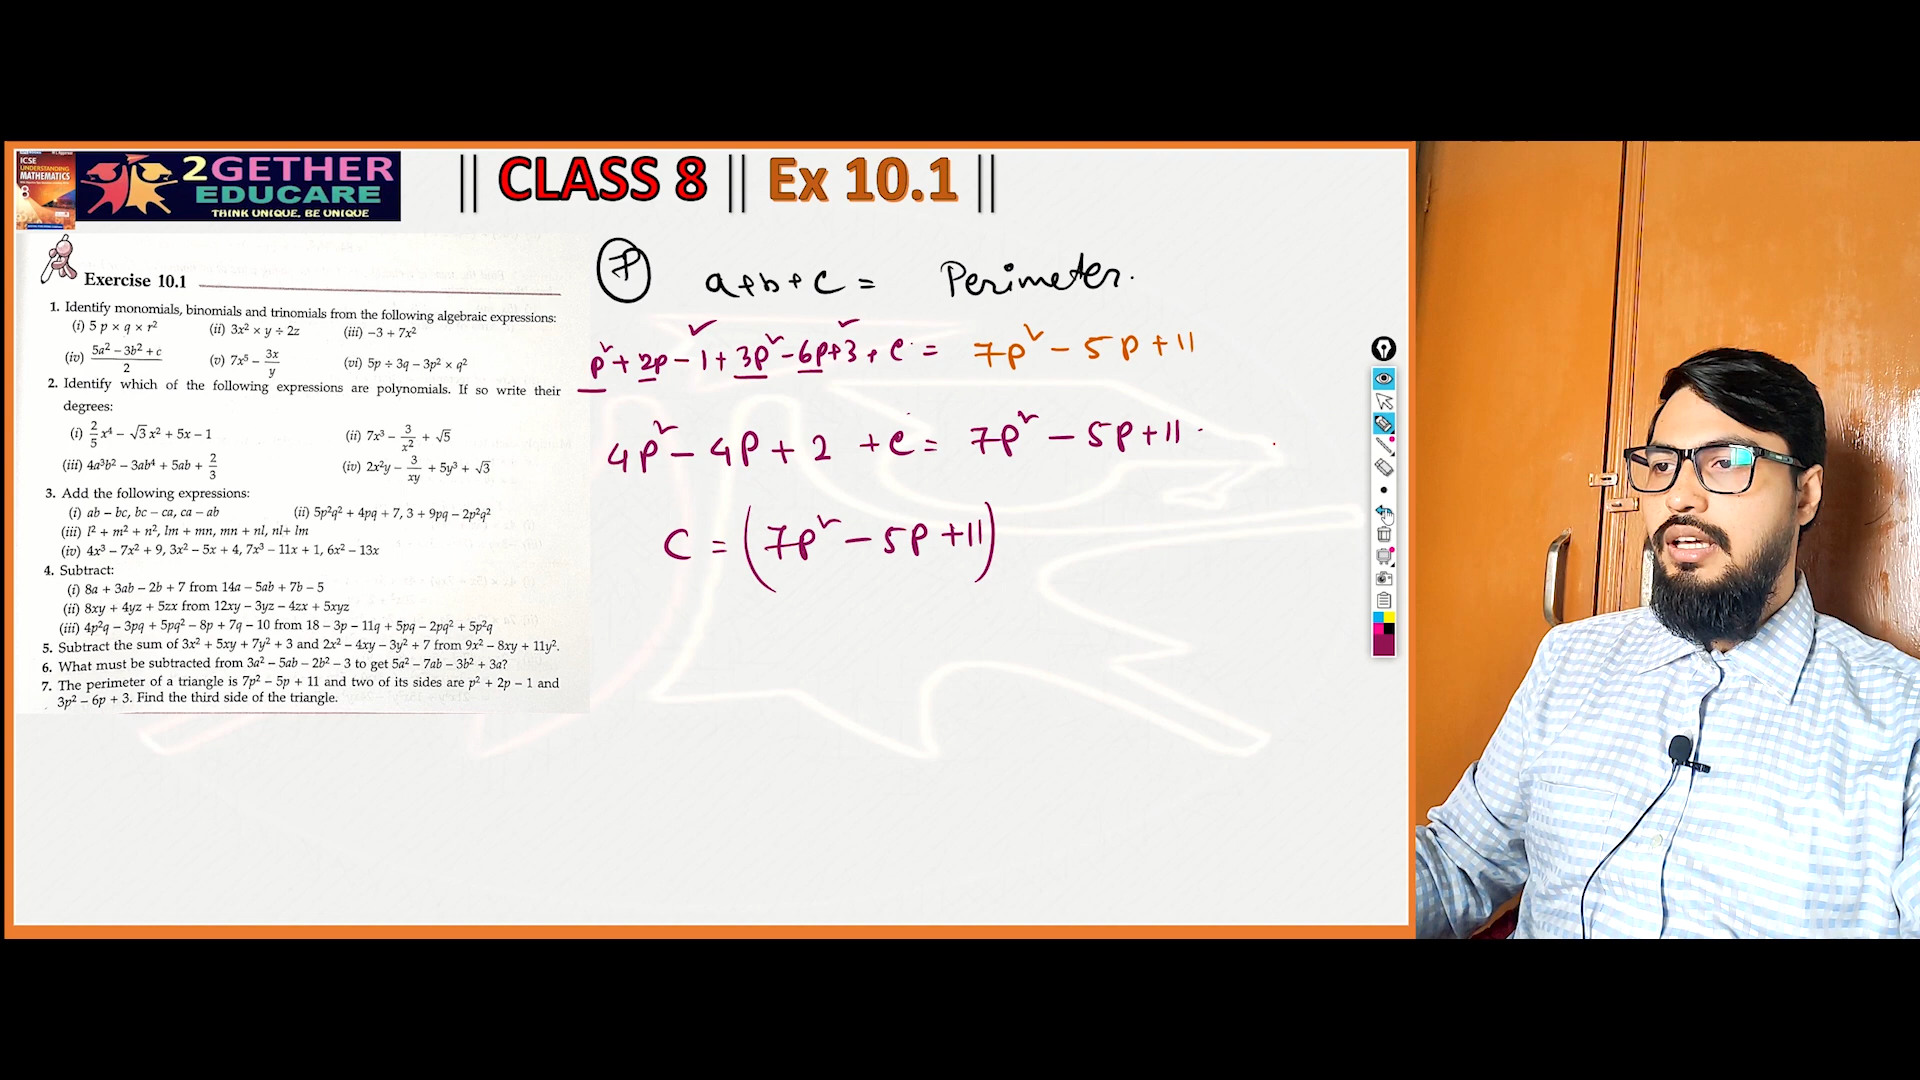 ICSE
UNDERSTANDING
MATHEMATICS
8
2GETHER
EDUCARE
THINK UNIQUE. BE UNIQUE
|| CLASS 8 || Ex 10.1 ||
Exercise 10.1
1. Identify monomials, binomials and trinomials from the following algebraic expressions:
(i) 5 p × q × r² (ii) 3x² × y ÷ 2z (iii) –3 + 7x²
(iv) (5a² – 3b² + c)/2 (v) 7x⁵ – 3x/y (vi) 5p ÷ 3q – 3p² × q²
2. Identify which of the following expressions are polynomials. If so write their
degrees:
(i) 2/5 x⁴ – √3 x² + 5x – 1 (ii) 7x³ – 3/x² + √5
(iii) 4a³b² – 3ab⁴ + 5ab + 2/3 (iv) 2x²y – 3/xy + 5y³ + √3
3. Add the following expressions:
(i) ab – bc, bc – ca, ca – ab (ii) 5p²q² + 4pq + 7, 3 + 9pq – 2p²q²
(iii) l² + m² + n², lm + mn, mn + nl, nl + lm
(iv) 4x³ – 7x² + 9, 3x² – 5x + 4, 7x³ – 11x + 1, 6x² – 13x
4. Subtract:
(i) 8a + 3ab – 2b + 7 from 14a – 5ab + 7b – 5
(ii) 8xy + 4yz + 5zx from 12xy – 3yz – 4zx + 5xyz
(iii) 4p²q – 3pq + 5pq² – 8p + 7q – 10 from 18 – 3p – 11q + 5pq – 2pq² + 5p²q
5. Subtract the sum of 3x² + 5xy + 7y² + 3 and 2x² – 4xy – 3y² + 7 from 9x² – 8xy + 11y².
6. What must be subtracted from 3a² – 5ab – 2b² – 3 to get 5a² – 7ab – 3b² + 3a?
7. The perimeter of a triangle is 7p² – 5p + 11 and two of its sides are p² + 2p – 1 and
3p² – 6p + 3. Find the third side of the triangle.
7 a+b+c = Perimeter.
p² + 2p – 1 + 3p² – 6p + 3 + c = 7p² – 5p + 11
4p² – 4p + 2 + c = 7p² – 5p + 11
c = (7p² – 5p + 11)